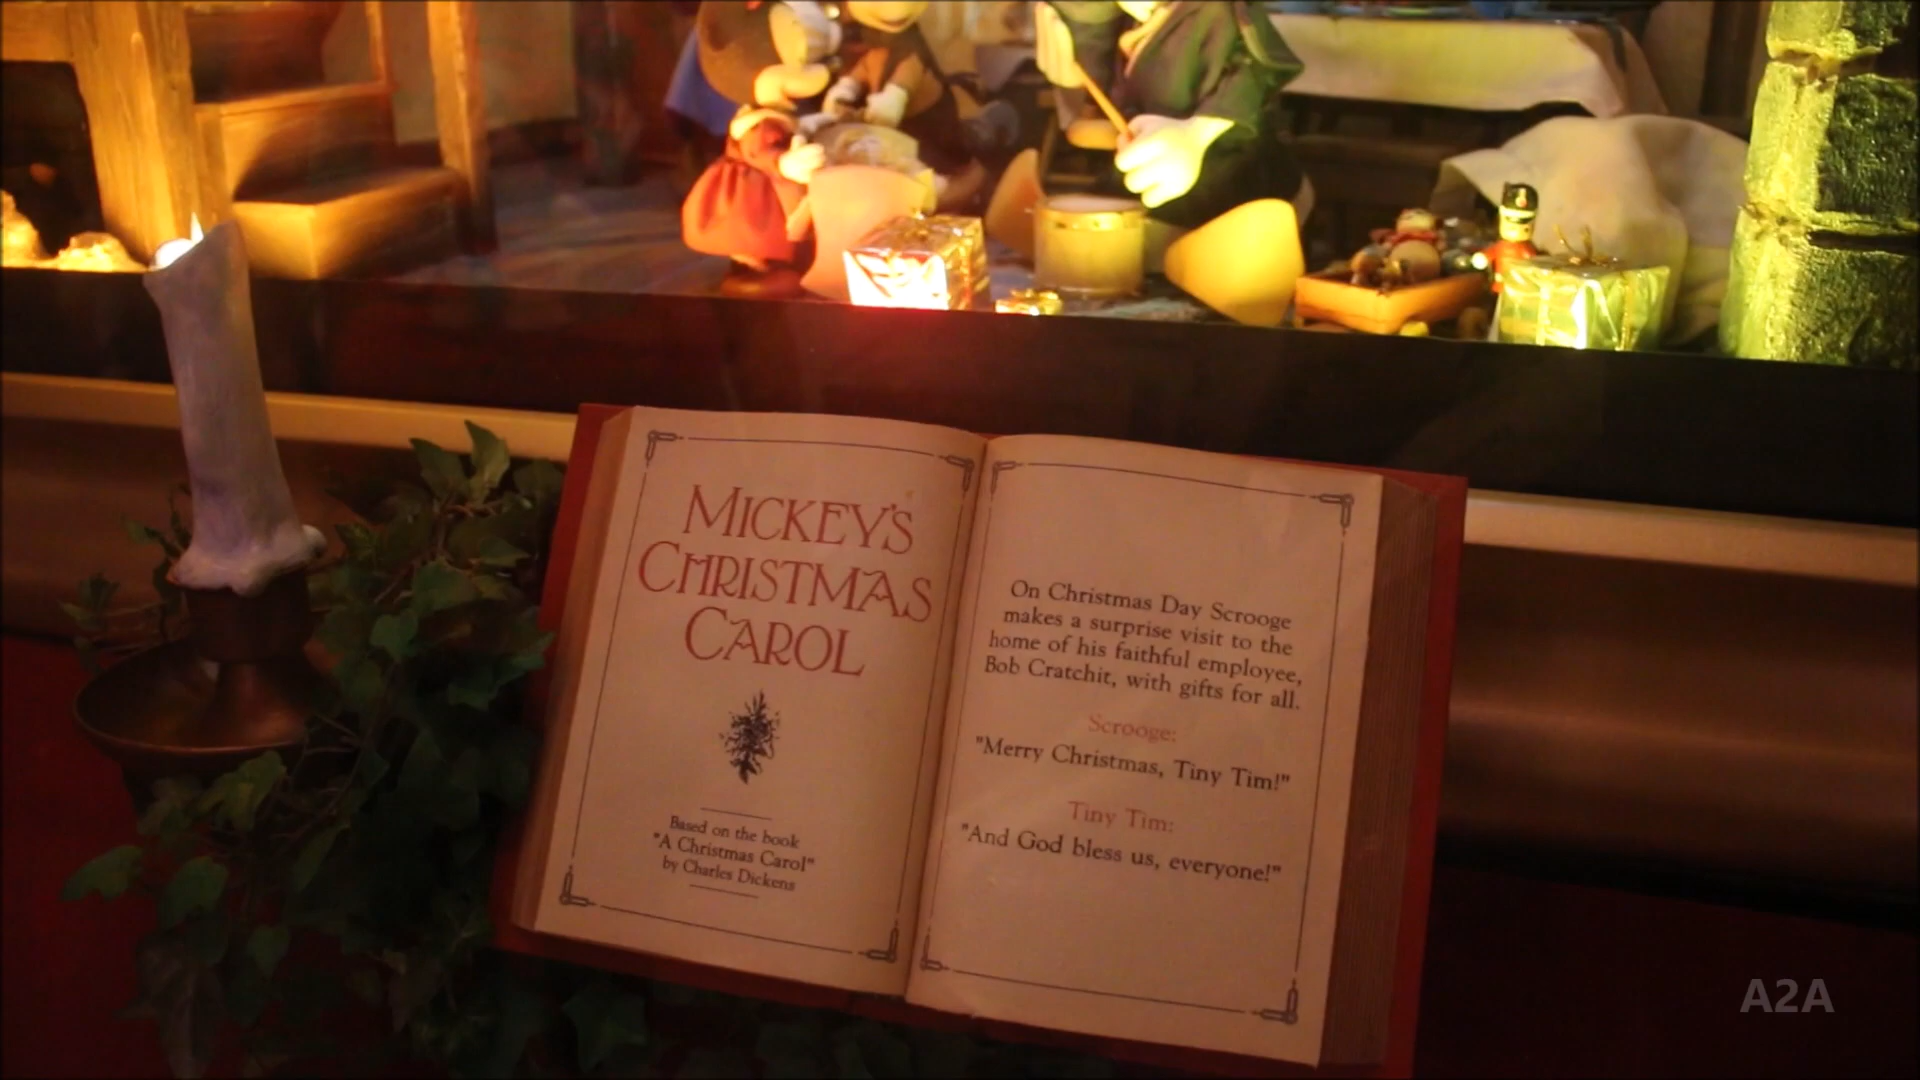 MICKEY'S
CHRISTMAS
CAROL
Based on the book
"A Christmas Carol"
by Charles Dickens
On Christmas Day Scrooge
makes a surprise visit to the
home of his faithful employee,
Bob Cratchit, with gifts for all.
Scrooge:
"Merry Christmas, Tiny Tim!"
Tiny Tim:
"And God bless us, everyone!"
A2A